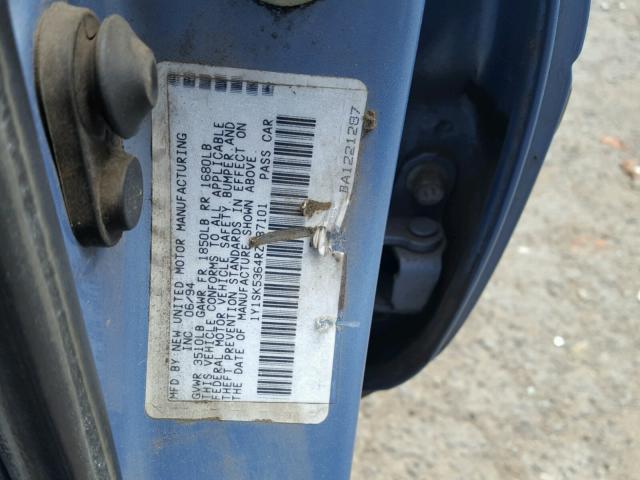 MFD BY NEW UNITED MOTOR MANUFACTURING
INC 06/94
GVWR 3510LB GAWR FR 1850LB RR 1680LB
THIS VEHICLE CONFORMS TO ALL APPLICABLE
FEDERAL MOTOR VEHICLE SAFETY BUMPER, AND
THEFT PREVENTION STANDARDS IN EFFECT ON
THE DATE OF MANUFACTURE SHOWN ABOVE
1Y1SK5364RZ 87101 PASS CAR
BA1221287